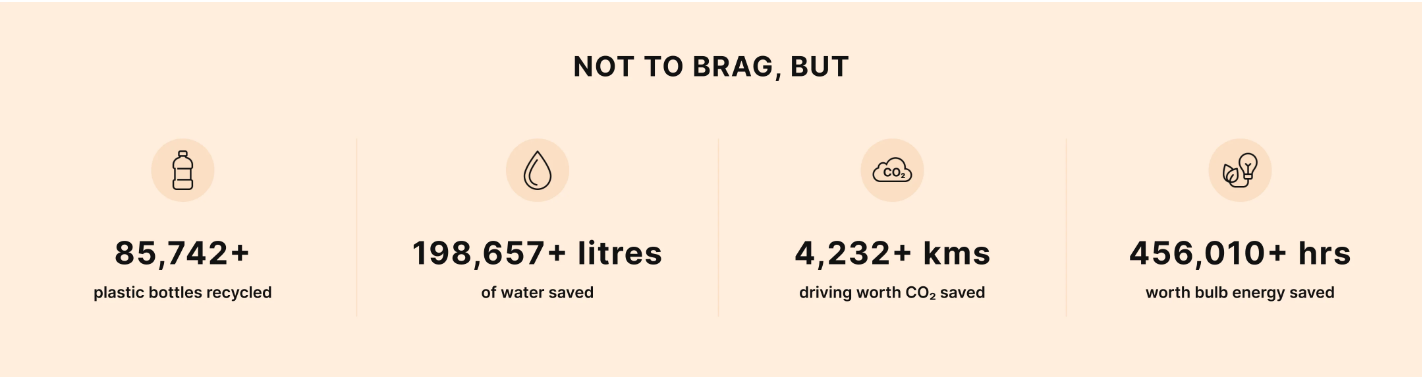 NOT TO BRAG, BUT
CO₂
85,742+
plastic bottles recycled
198,657+ litres
of water saved
4,232+ kms
driving worth CO₂ saved
456,010+ hrs
worth bulb energy saved